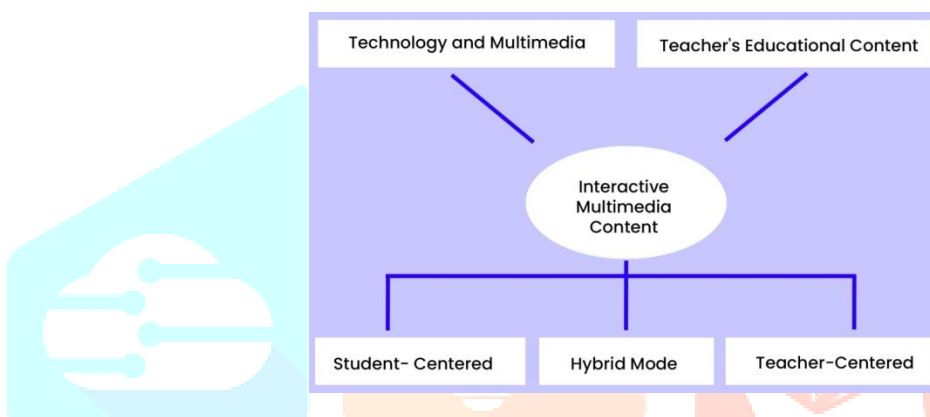 Technology and Multimedia
Teacher's Educational Content
Interactive
Multimedia
Content
Student- Centered
Hybrid Mode
Teacher-Centered